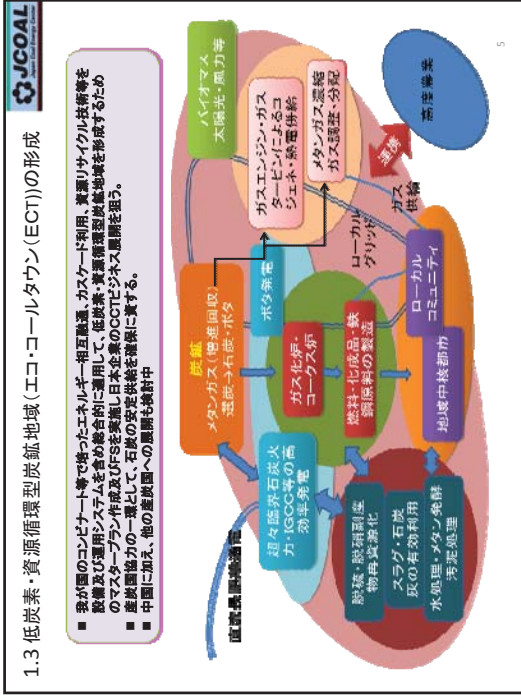 1.3 低炭素・資源循環型炭鉱地域(エコ・コールタウン(ECT))の形成
JCOAL
Japan Coal Energy Center
■ 我が国のコンビナート等で培ったエネルギー相互融通、カスケード利用、資源リサイクル技術等を
設備及び運用システムを含め総合的に適用して、低炭素・資源循環型炭鉱地域を形成するため
のマスタープラン作成及びFSを実施し日本企業のCCTビジネス展開を狙う。
■ 産炭国協力の一環として、石炭の安定供給を確保に資する。
■ 中国に加え、他の産炭国への展開も検討中
炭鉱
メタンガス(増進回収)
選炭→石炭・ボタ
バイオマス
太陽光・風力等
ボタ発電
ガスエンジン・ガス
タービンによるコ
ジェネ・熱電併給
メタンガス濃縮
ガス調整・分配
超々臨界石炭火
力・IGCC等の高
効率発電
ガス化炉・
コークス炉
燃料・化成品・鉄
鋼原料の製造
ローカル
グリッド
ガス
供給
連携
高度農業
脱硫・脱硝副産
物再資源化
スラグ・石炭
灰の有効利用
水処理・メタン発酵
汚泥処理
地域中核都市
ローカル
コミュニティ
5